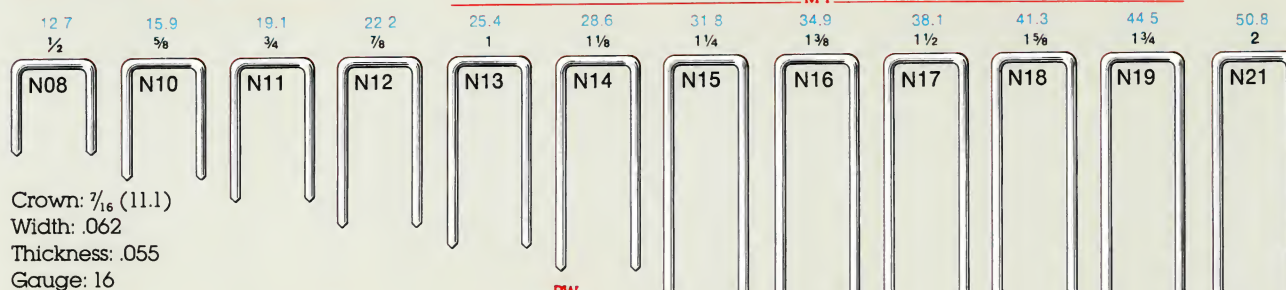 12.7 15.9 19.1 22.2 25.4 28.6 31.8 34.9 38.1 41.3 44.5 50.8
½ ⅝ ¾ ⅞ 1 1⅛ 1¼ 1⅜ 1½ 1⅝ 1¾ 2
N08 N10 N11 N12 N13 N14 N15 N16 N17 N18 N19 N21
Crown: 7/16 (11.1)
Width: .062
Thickness: .055
Gauge: 16